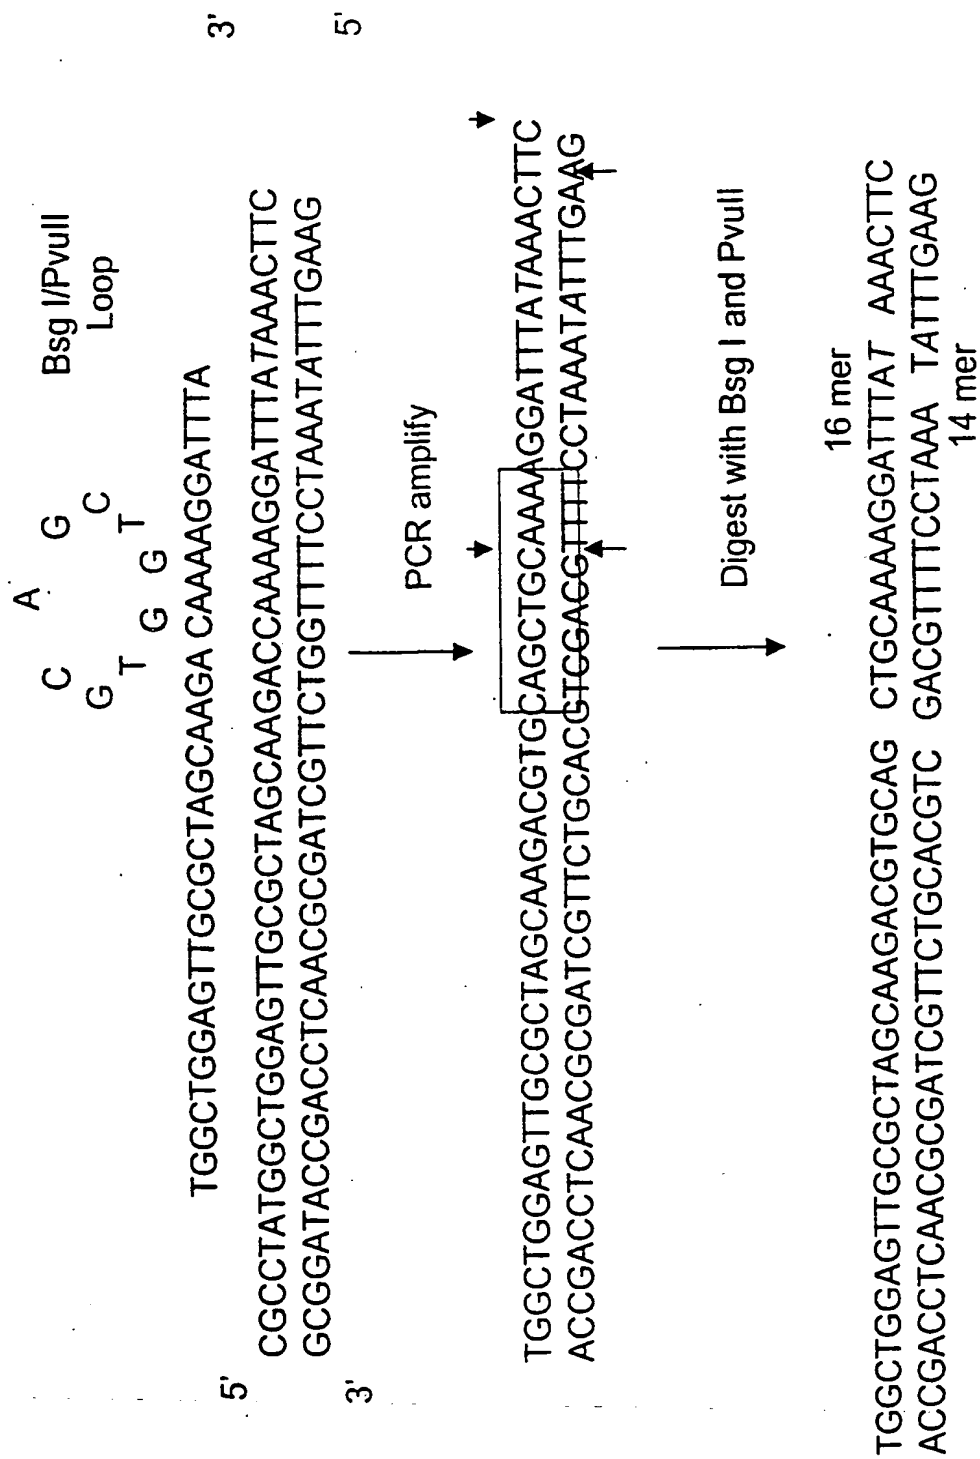 A
C G
G C
T T
G G
Bsg I/PvuII
Loop
TGGCTGGAGTTGCGCTAGCAAGA CAAAAGGATTTA
5' 3'
CGCCTATGGCTGGAGTTGCGCTAGCAAGACCAAAAGGATTTATAAACTTC
GCGGATACCGACCTCAACGCGATCGTTCTGGTTTTCCTAAATATTTGAAG
3' 5'
PCR amplify
TGGCTGGAGTTGCGCTAGCAAGACGTGCAGCTGCAAAAGGATTTATAAACTTC
ACCGACCTCAACGCGATCGTTCTGCACGTCGACGTTTTCCTAAATATTTGAAG
Digest with Bsg I and PvuII
16 mer
TGGCTGGAGTTGCGCTAGCAAGACGTGCAG CTGCAAAAGGATTTAT AAACTTC
ACCGACCTCAACGCGATCGTTCTGCACGTC GACGTTTTCCTAAA TATTTGAAG
14 mer